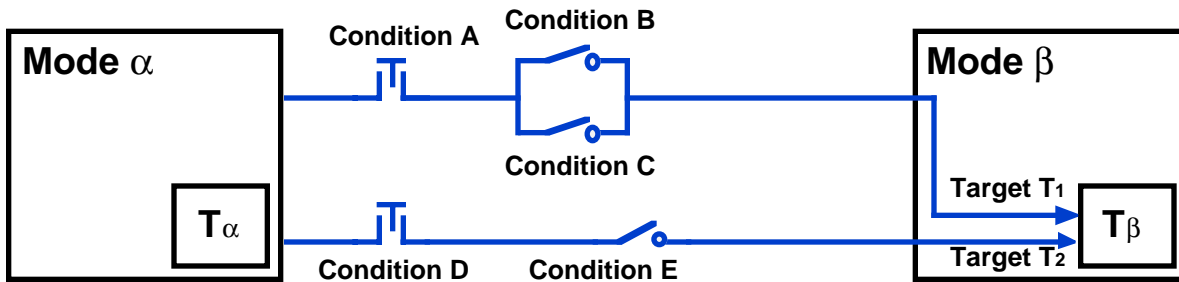 Condition B
Condition A
Mode α
Mode β
Condition C
Target T1
Tα
Tβ
Target T2
Condition D
Condition E